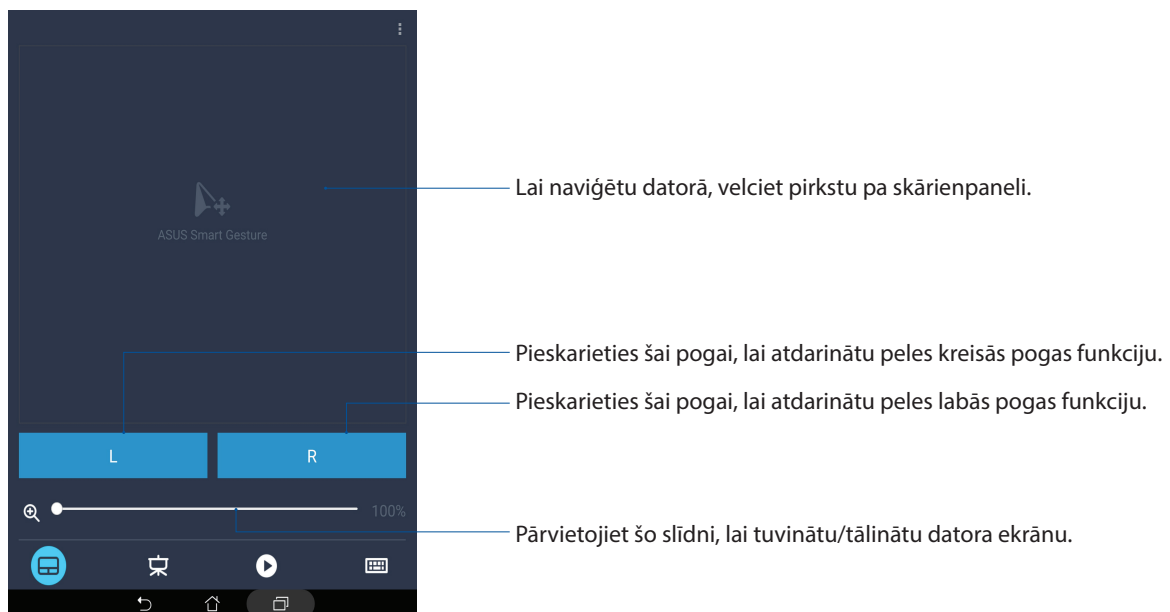 ASUS Smart Gesture
Lai naviģētu datorā, velciet pirkstu pa skārienpaneli.
Pieskarieties šai pogai, lai atdarinātu peles kreisās pogas funkciju.
Pieskarieties šai pogai, lai atdarinātu peles labās pogas funkciju.
L
R
100%
Pārvietojiet šo slīdni, lai tuvinātu/tālinātu datora ekrānu.